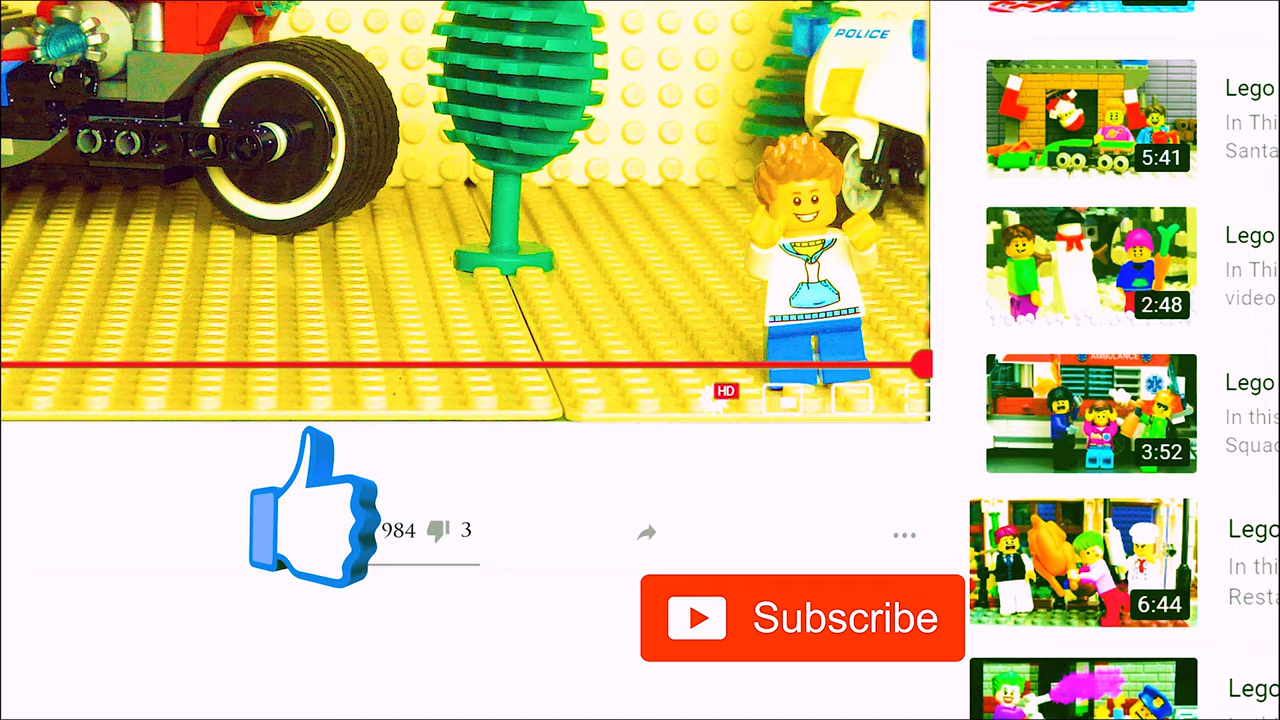 POLICE
HD
984
3
Subscribe
5:41
Lego
In Thi
Santa
2:48
Lego
In Thi
video
AMBULANCE
3:52
Lego
In this
Squad
6:44
Lego
In thi
Resta
Lego